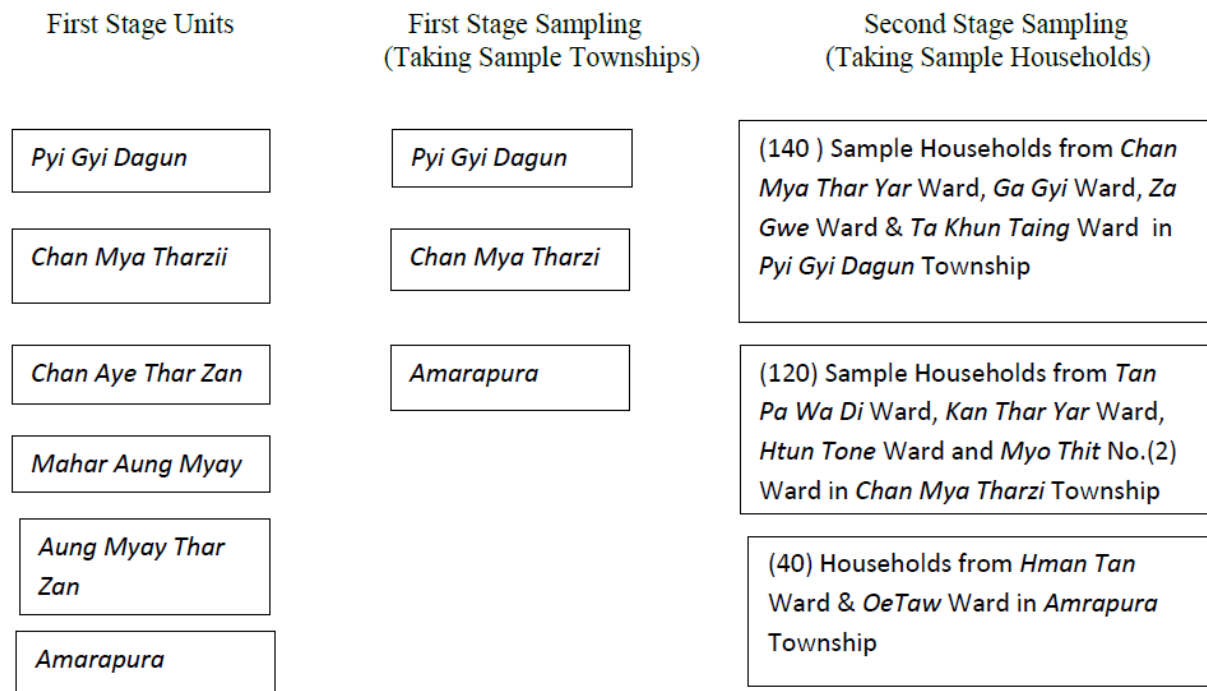 First Stage Units
First Stage Sampling
(Taking Sample Townships)
Second Stage Sampling
(Taking Sample Households)
Pyi Gyi Dagun
Chan Mya Tharzii
Chan Aye Thar Zan
Mahar Aung Myay
Aung Myay Thar
Zan
Amarapura
Pyi Gyi Dagun
Chan Mya Tharzi
Amarapura
(140 ) Sample Households from Chan
Mya Thar Yar Ward, Ga Gyi Ward, Za
Gwe Ward & Ta Khun Taing Ward in
Pyi Gyi Dagun Township
(120) Sample Households from Tan
Pa Wa Di Ward, Kan Thar Yar Ward,
Htun Tone Ward and Myo Thit No.(2)
Ward in Chan Mya Tharzi Township
(40) Households from Hman Tan
Ward & OeTaw Ward in Amrapura
Township